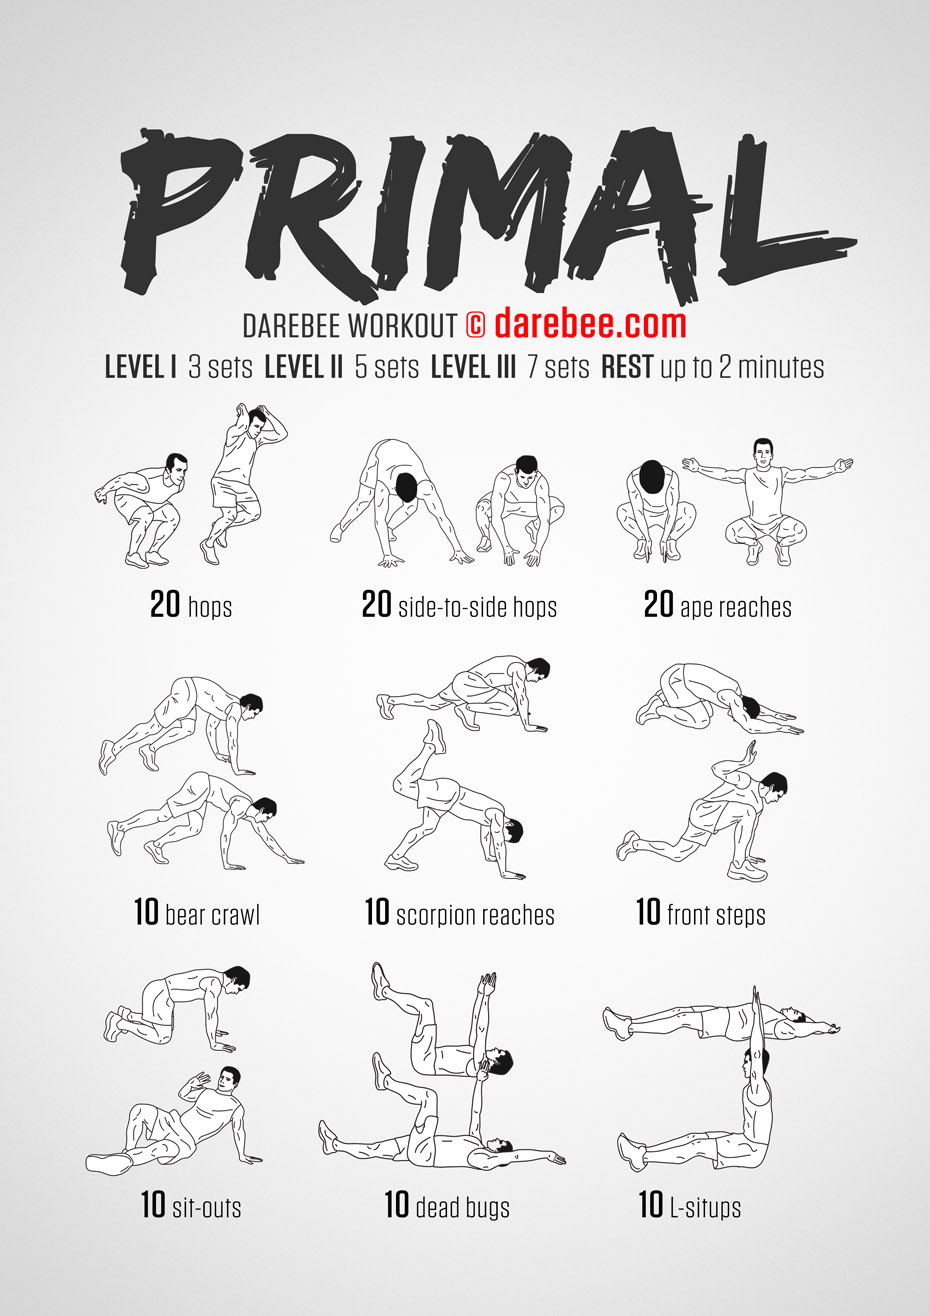 PRIMAL
DAREBEE WORKOUT © darebee.com
LEVEL I 3 sets LEVEL II 5 sets LEVEL III 7 sets REST up to 2 minutes
20 hops
20 side-to-side hops
20 ape reaches
10 bear crawl
10 scorpion reaches
10 front steps
10 sit-outs
10 dead bugs
10 L-situps